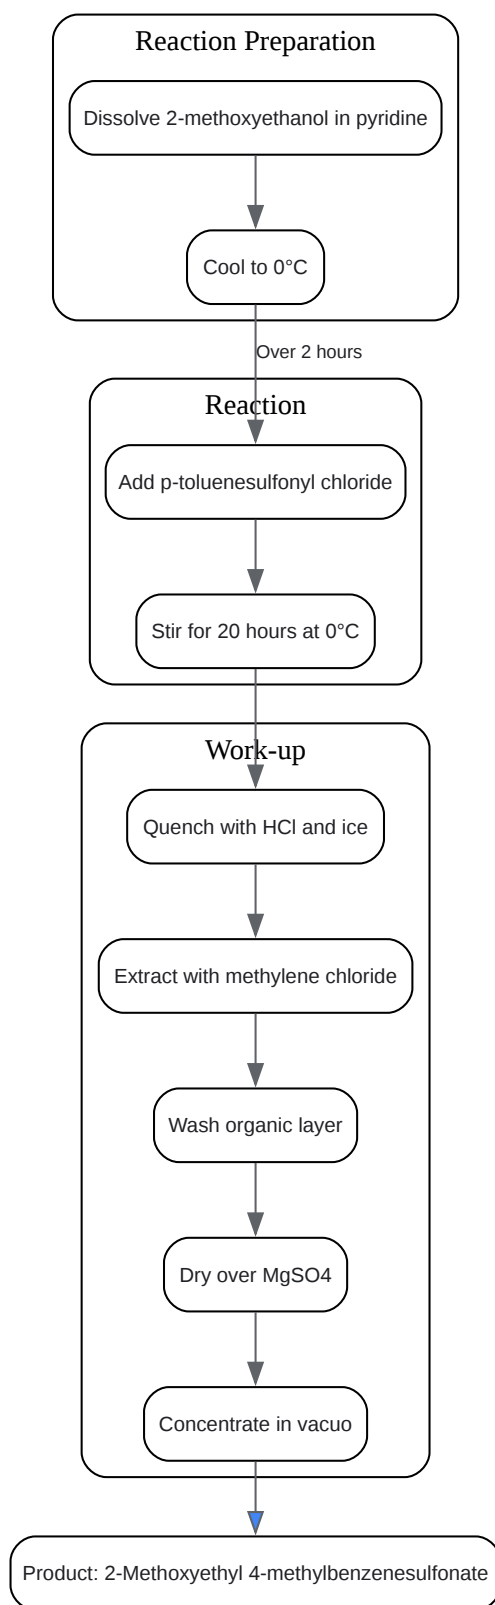 Reaction Preparation
Dissolve 2-methoxyethanol in pyridine
Cool to 0°C
Over 2 hours
Reaction
Add p-toluenesulfonyl chloride
Stir for 20 hours at 0°C
Work-up
Quench with HCl and ice
Extract with methylene chloride
Wash organic layer
Dry over MgSO4
Concentrate in vacuo
Product: 2-Methoxyethyl 4-methylbenzenesulfonate